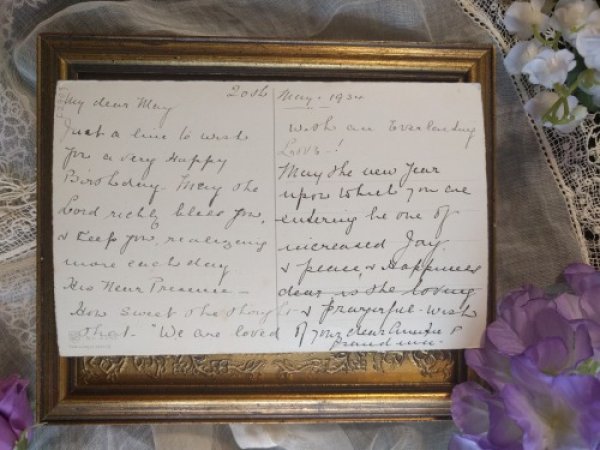 20th May. 1934
My dear May
Just a line to wish
you a very Happy
Birthday. May the
Lord richly bless you,
& keep you, realizing
more each day
His Near Presence –
How sweet the thought
that "We are loved
with an Everlasting
Love" !
May the new year
upon which you are
entering be one of
increased Joy
& peace, & Happiness
dear is the loving
& prayerful wish
of your dear Auntie &